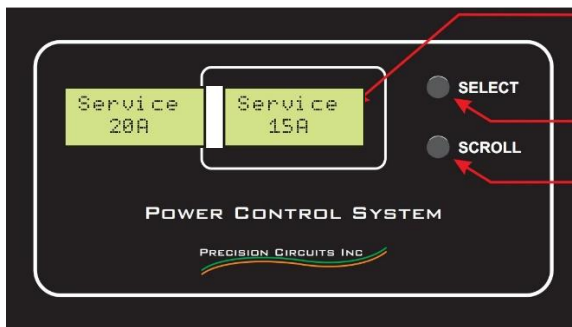 Service
20A
Service
15A
SELECT
SCROLL
POWER CONTROL SYSTEM
PRECISION CIRCUITS INC